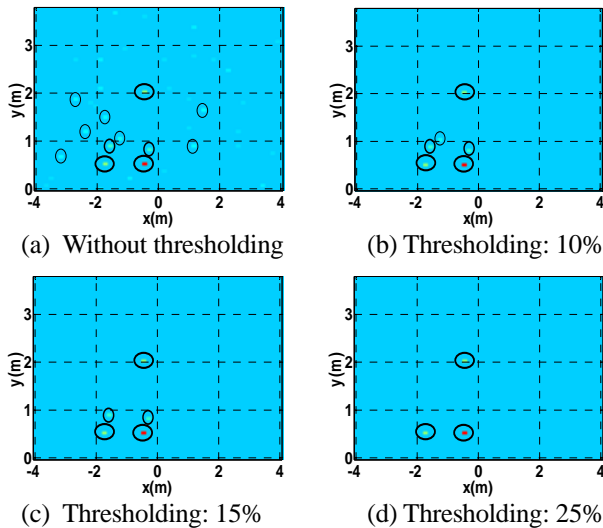 3
2
1
0
y(m)
-4 -2 0 2 4
x(m)
(a) Without thresholding
3
2
1
0
y(m)
-4 -2 0 2 4
x(m)
(b) Thresholding: 10%
3
2
1
0
y(m)
-4 -2 0 2 4
x(m)
(c) Thresholding: 15%
3
2
1
0
y(m)
-4 -2 0 2 4
x(m)
(d) Thresholding: 25%